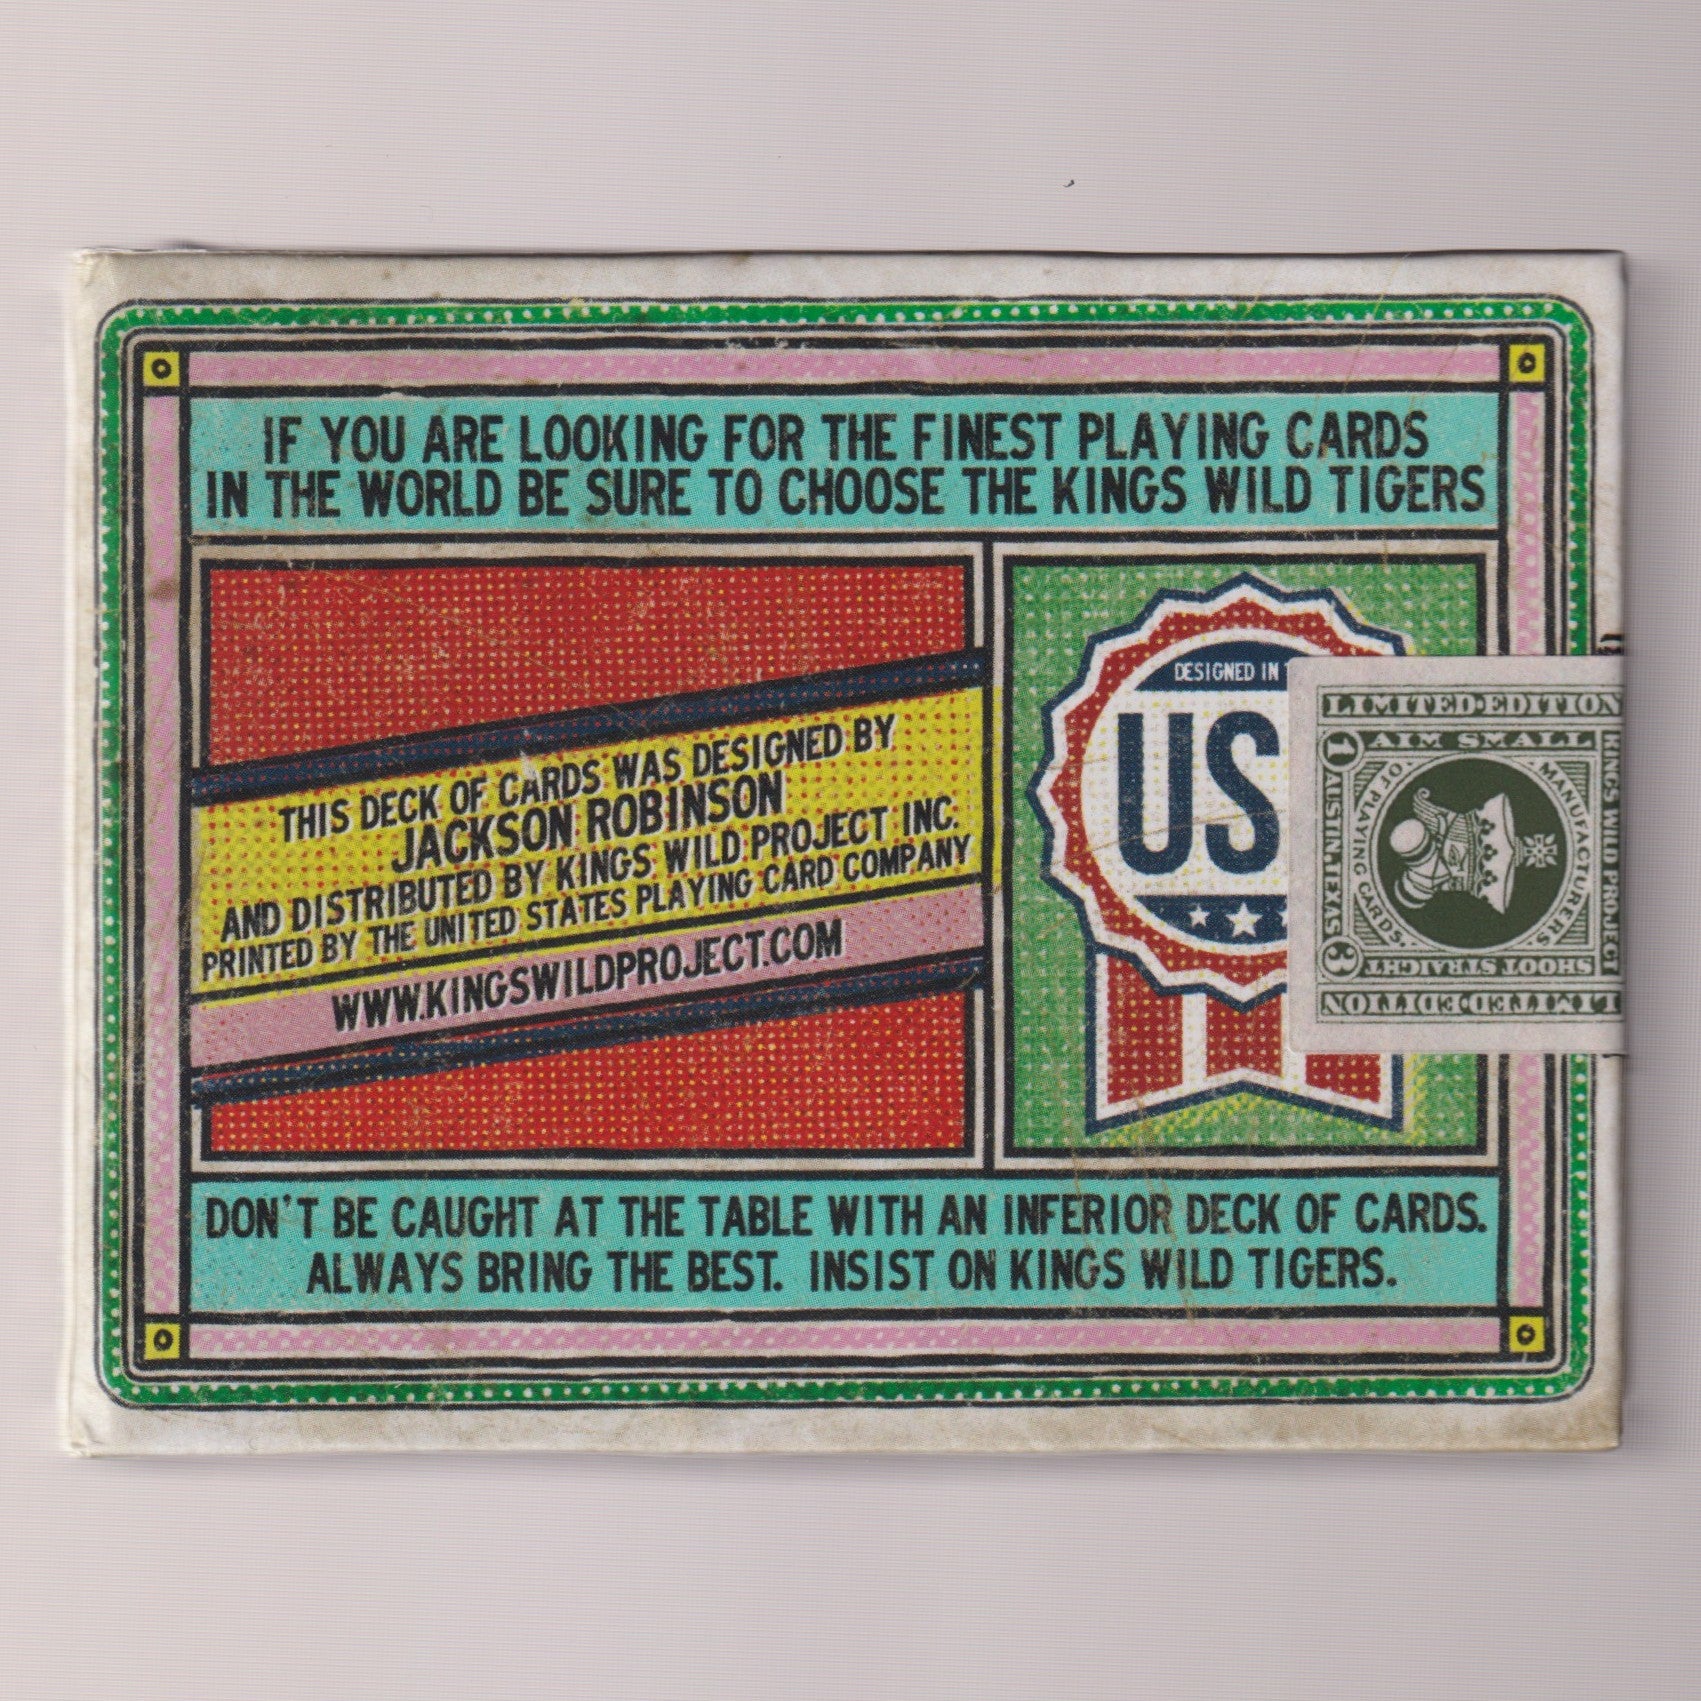 IF YOU ARE LOOKING FOR THE FINEST PLAYING CARDS
IN THE WORLD BE SURE TO CHOOSE THE KINGS WILD TIGERS
THIS DECK OF CARDS WAS DESIGNED BY
JACKSON ROBINSON
AND DISTRIBUTED BY KINGS WILD PROJECT INC.
PRINTED BY THE UNITED STATES PLAYING CARD COMPANY
WWW.KINGSWILDPROJECT.COM
DESIGNED IN
US
LIMITED·EDITION
AIM SMALL
1 AUSTIN, TEXAS 3
MANUFACTURERS
OF PLAYING CARDS.
KINGS WILD PROJECT
SHOOT STRAIGHT
LIMITED·EDITION
DON'T BE CAUGHT AT THE TABLE WITH AN INFERIOR DECK OF CARDS.
ALWAYS BRING THE BEST. INSIST ON KINGS WILD TIGERS.